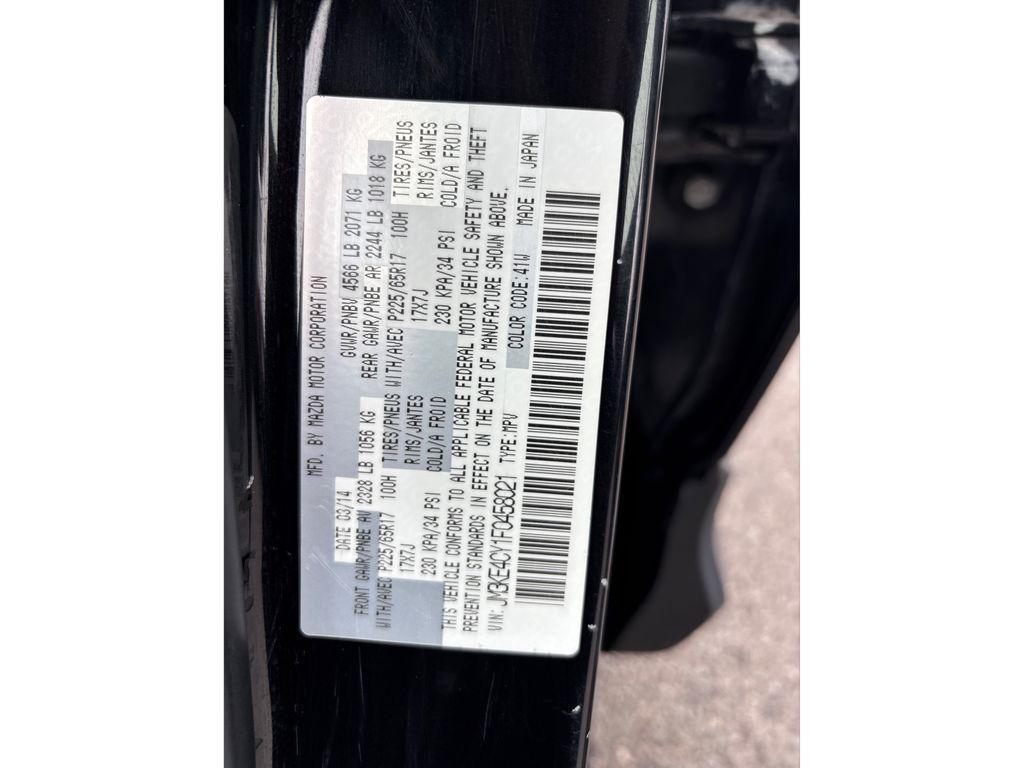 MFD. BY MAZDA MOTOR CORPORATION
DATE 03/14 GVWR/PNBV 4566 LB 2071 KG
FRONT GAWR/PNBE AV 2328 LB 1056 KG REAR GAWR/PNBE AR 2244 LB 1018 KG
WITH/AVEC P225/65R17 100H TIRES/PNEUS WITH/AVEC P225/65R17 100H TIRES/PNEUS
17X7J RIMS/JANTES 17X7J RIMS/JANTES
230 KPA/34 PSI COLD/A FROID 230 KPA/34 PSI COLD/A FROID
THIS VEHICLE CONFORMS TO ALL APPLICABLE FEDERAL MOTOR VEHICLE SAFETY AND THEFT
PREVENTION STANDARDS IN EFFECT ON THE DATE OF MANUFACTURE SHOWN ABOVE.
VIN: JM3KE4CY1F0458021 TYPE:MPV COLOR CODE:41W MADE IN JAPAN